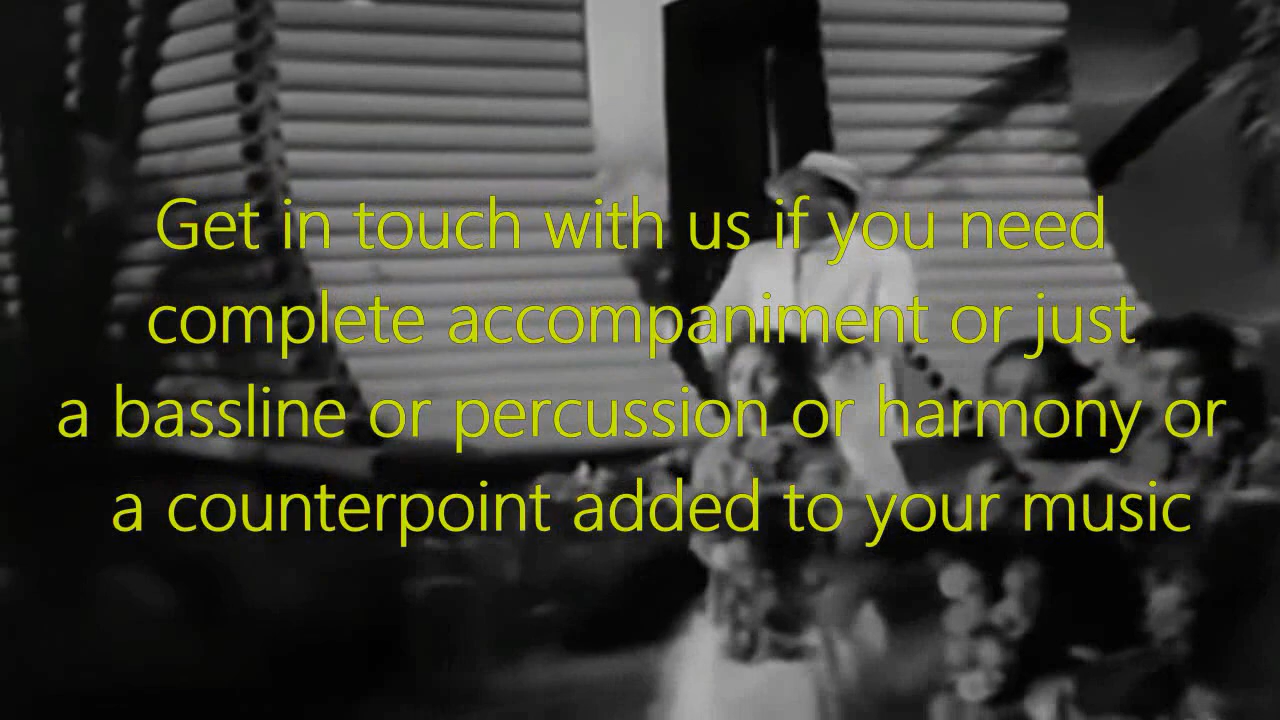 Get in touch with us if you need
complete accompaniment or just
a bassline or percussion or harmony or
a counterpoint added to your music